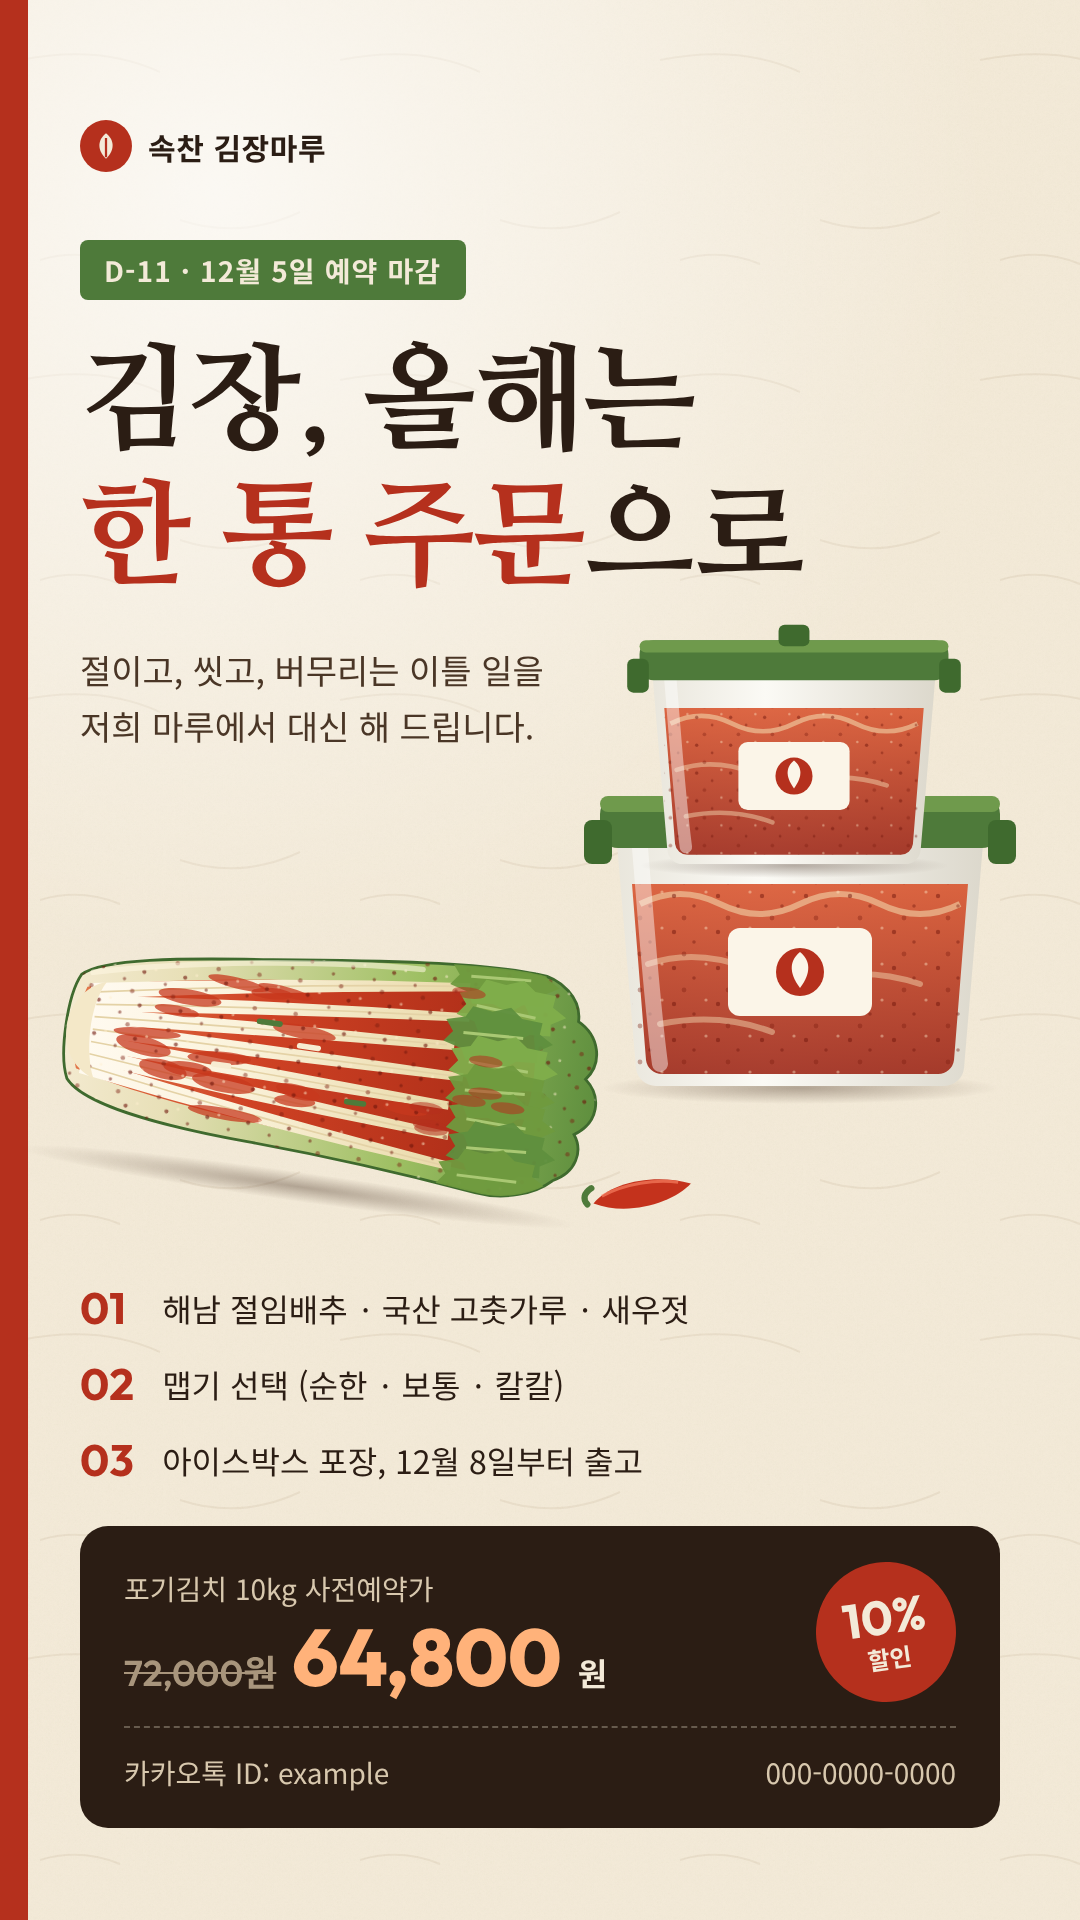 속찬 김장마루
D-11 · 12월 5일 예약 마감
김장, 올해는
한 통 주문으로
절이고, 씻고, 버무리는 이틀 일을
저희 마루에서 대신 해 드립니다.
01 해남 절임배추 · 국산 고춧가루 · 새우젓
02 맵기 선택 (순한 · 보통 · 칼칼)
03 아이스박스 포장, 12월 8일부터 출고
포기김치 10kg 사전예약가
72,000원 64,800 원
10%
할인
카카오톡 ID: example 000-0000-0000